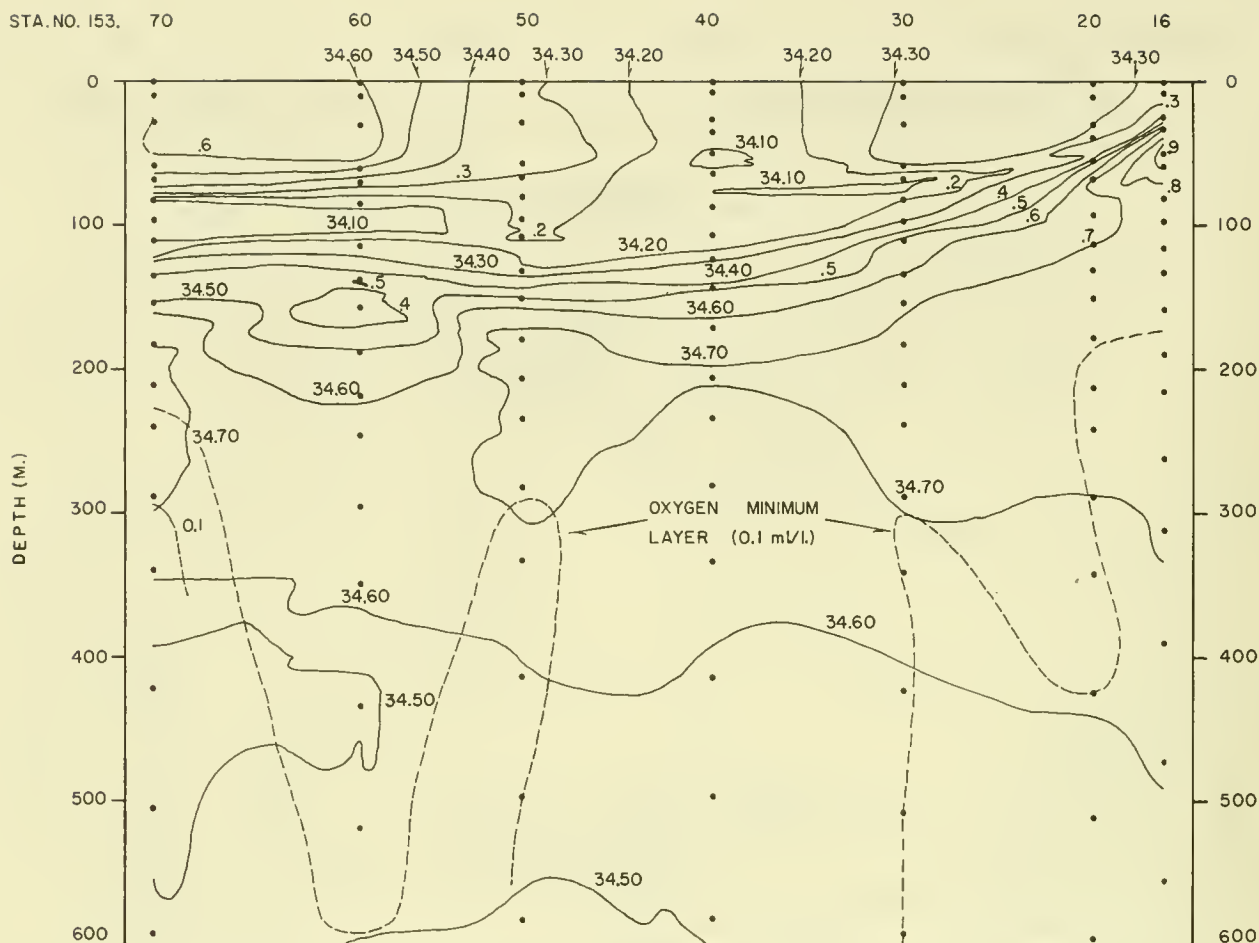 STA. NO. 153. 70 60 50 40 30 20 16
34.60 34.50 34.40 34.30 34.20 34.20 34.30 34.30
0 0
.3
.6 34.10 .9
.3 34.10 .2 .4 .8
.5
100 34.10 .2 34.20 .6 .7 100
34.30 34.40 .5
.5
34.50 .4 34.60
200 34.60 34.70 200
34.70
DEPTH (M.)
300 0.1 OXYGEN MINIMUM 34.70 300
LAYER (0.1 ml/l.)
34.60 34.60
400 400
34.50
500 500
34.50
600 600